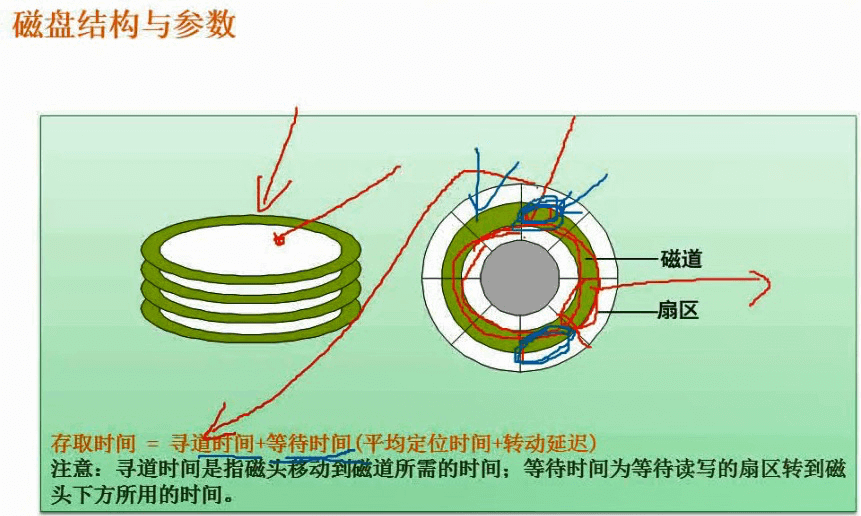 磁盘结构与参数
磁道
扇区
存取时间 = 寻道时间+等待时间(平均定位时间+转动延迟)
注意：寻道时间是指磁头移动到磁道所需的时间；等待时间为等待读写的扇区转到磁
头下方所用的时间。